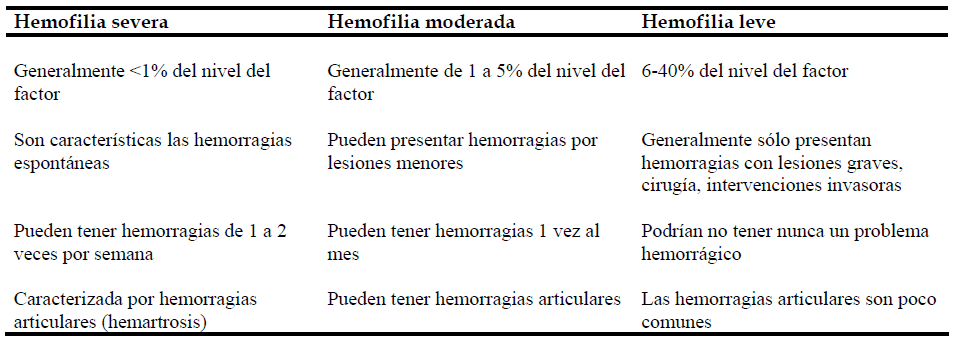 Hemofilia severa Hemofilia moderada Hemofilia leve
Generalmente <1% del nivel del factor
Generalmente de 1 a 5% del nivel del factor
6-40% del nivel del factor
Son características las hemorragias
espontáneas
Pueden presentar hemorragias por
lesiones menores
Generalmente sólo presentan
hemorragias con lesiones graves,
cirugía, intervenciones invasoras
Pueden tener hemorragias de 1 a 2
veces por semana
Pueden tener hemorragias 1 vez al
mes
Podrían no tener nunca un problema
hemorrágico
Caracterizada por hemorragias
articulares (hemartrosis)
Pueden tener hemorragias articulares
Las hemorragias articulares son poco
comunes